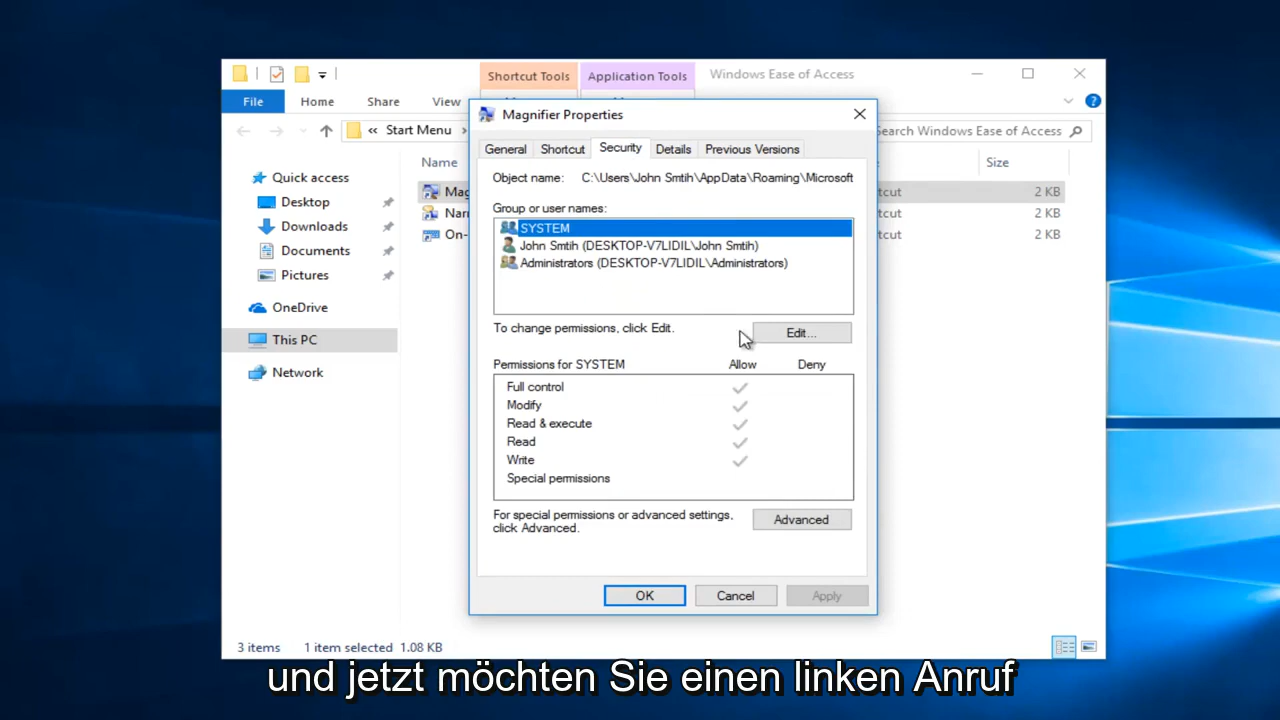 Shortcut Tools
Application Tools
Windows Ease of Access
File
Home
Share
View
Magnifier Properties
« Start Menu
Search Windows Ease of Access
General
Shortcut
Security
Details
Previous Versions
Name
Size
Quick access
Desktop
Downloads
Documents
Pictures
OneDrive
This PC
Network
Mag
2 KB
Narr
cut
2 KB
On-
cut
2 KB
Object name: C:\Users\John Smtih\AppData\Roaming\Microsoft
Group or user names:
SYSTEM
John Smtih (DESKTOP-V7LIDIL\John Smtih)
Administrators (DESKTOP-V7LIDIL\Administrators)
To change permissions, click Edit.
Edit...
Permissions for SYSTEM
Allow
Deny
Full control
Modify
Read & execute
Read
Write
Special permissions
For special permissions or advanced settings,
click Advanced.
Advanced
OK
Cancel
Apply
3 items
1 item selected 1.08 KB
und jetzt möchten Sie einen linken Anruf